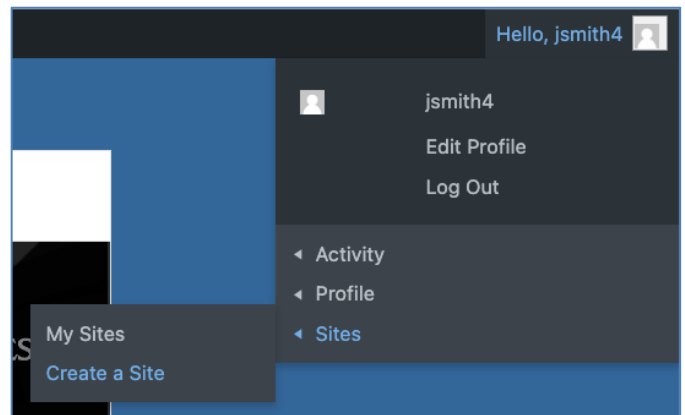 Hello, jsmith4
jsmith4
Edit Profile
Log Out
Activity
Profile
Sites
My Sites
Create a Site